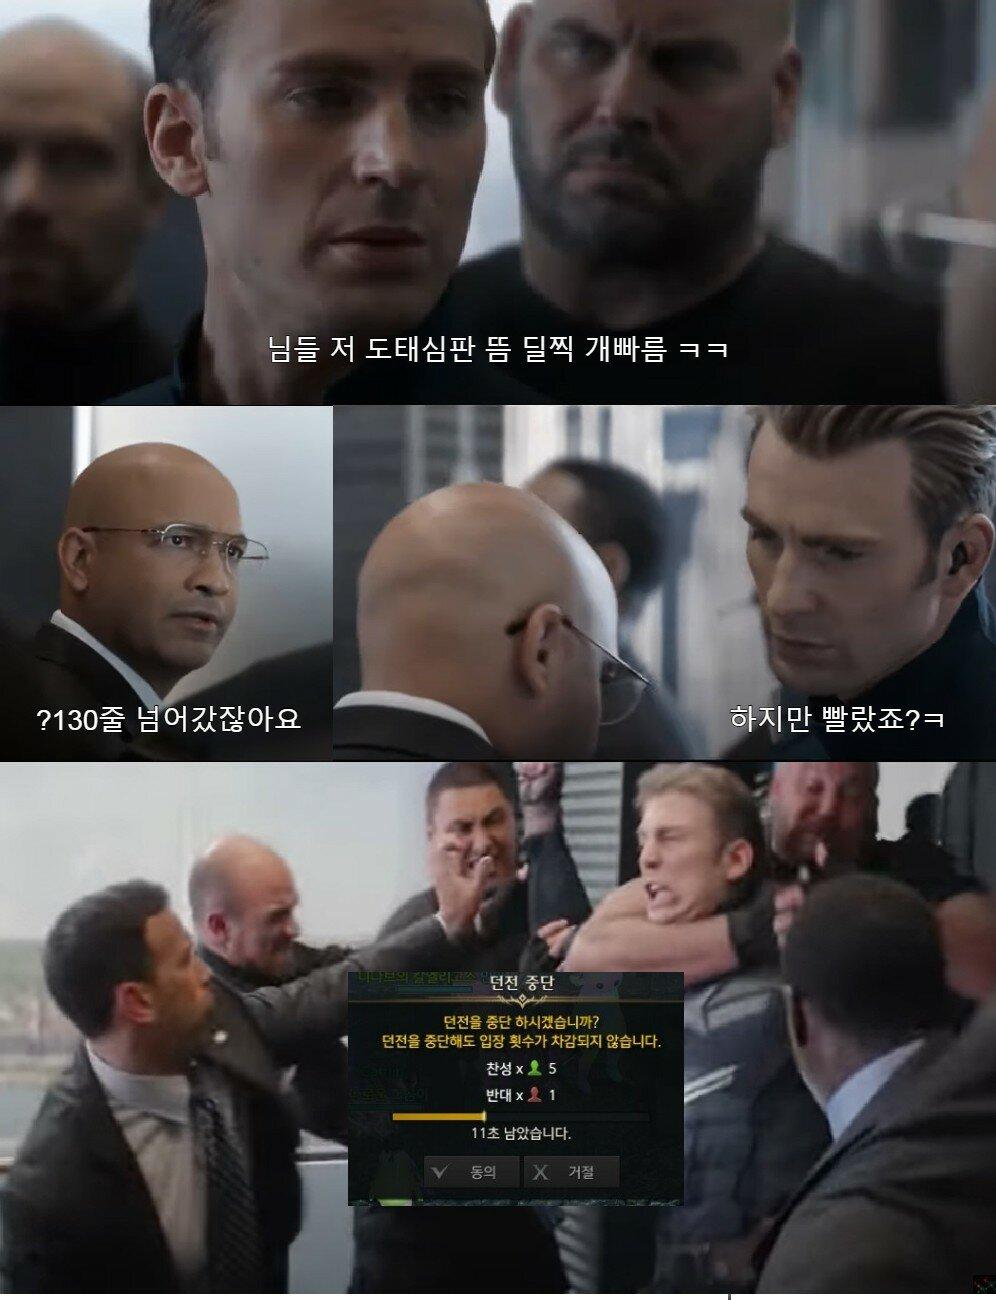 님들 저 도태심판 뜸 딜찍 개빠름 ㅋㅋ
?130줄 넘어갔잖아요
하지만 빨랐죠?ㅋ
던전 중단
던전을 중단 하시겠습니까?
던전을 중단해도 입장 횟수가 차감되지 않습니다.
찬성 x 5
반대 x 1
11초 남았습니다.
동의
거절